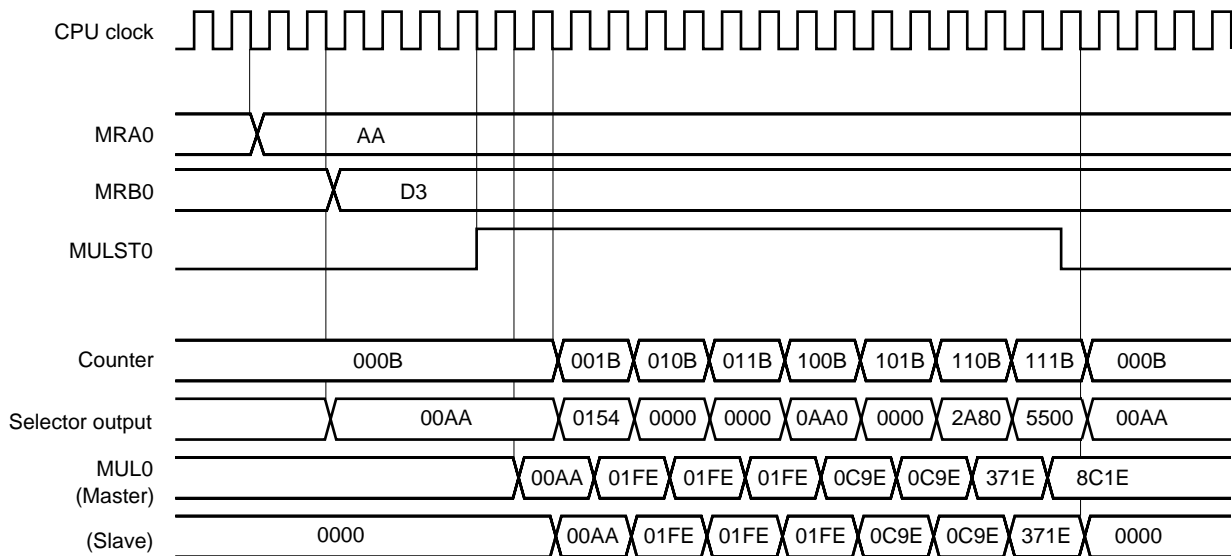 CPU clock
MRA0 AA
MRB0 D3
MULST0
Counter 000B 001B 010B 011B 100B 101B 110B 111B 000B
Selector output 00AA 0154 0000 0000 0AA0 0000 2A80 5500 00AA
MUL0 00AA 01FE 01FE 01FE 0C9E 0C9E 371E 8C1E
(Master)
(Slave) 0000 00AA 01FE 01FE 01FE 0C9E 0C9E 371E 0000